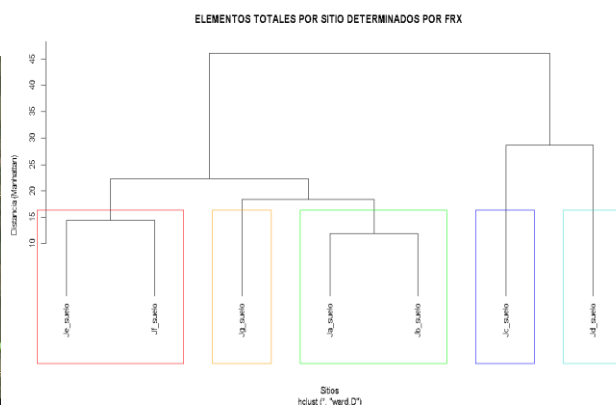 ELEMENTOS TOTALES POR SITIO DETERMINADOS POR FRX
Distancia (Manhattan)
45
40
35
30
25
20
15
10
Je_suelo
Jf_suelo
Jg_suelo
Ja_suelo
Jb_suelo
Jc_suelo
Jd_suelo
Sitios
hclust (*, "ward.D")